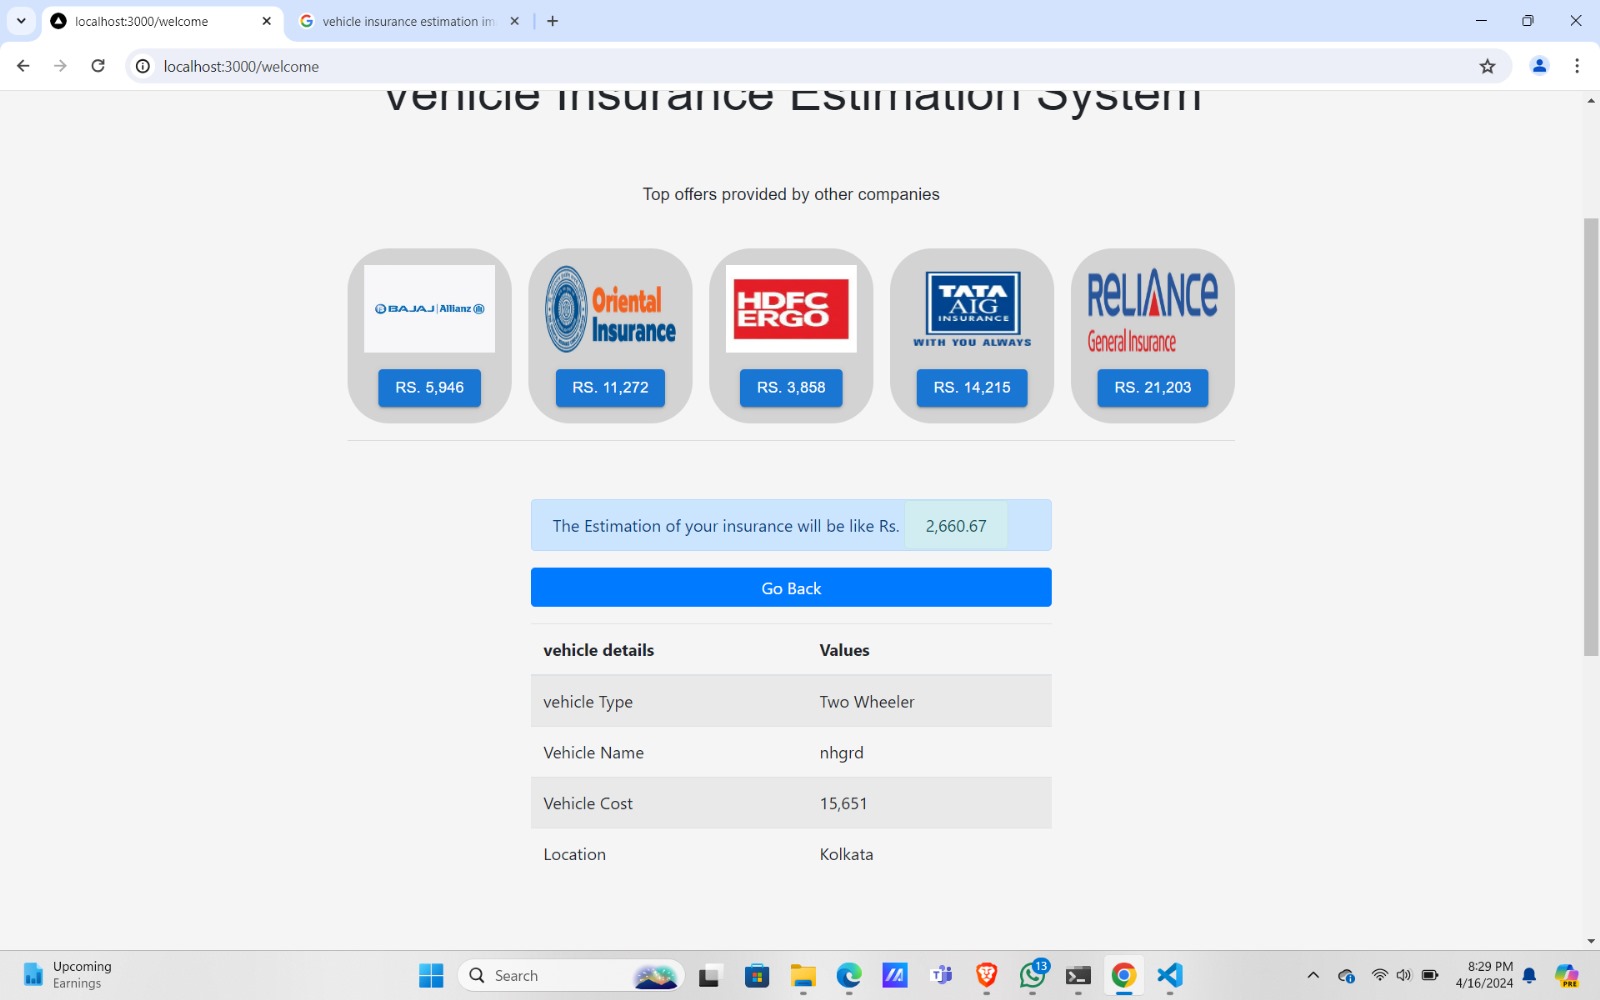 localhost:3000/welcome
vehicle insurance estimation im
localhost:3000/welcome
Vehicle Insurance Estimation System
Top offers provided by other companies
BAJAJ | Allianz
Oriental
Insurance
HDFC
ERGO
TATA
AIG
INSURANCE
WITH YOU ALWAYS
RELIANCE
General Insurance
RS. 5,946
RS. 11,272
RS. 3,858
RS. 14,215
RS. 21,203
The Estimation of your insurance will be like Rs. 2,660.67
Go Back
vehicle details Values
vehicle Type Two Wheeler
Vehicle Name nhgrd
Vehicle Cost 15,651
Location Kolkata
Upcoming
Earnings
Search
13
8:29 PM
4/16/2024
PRE